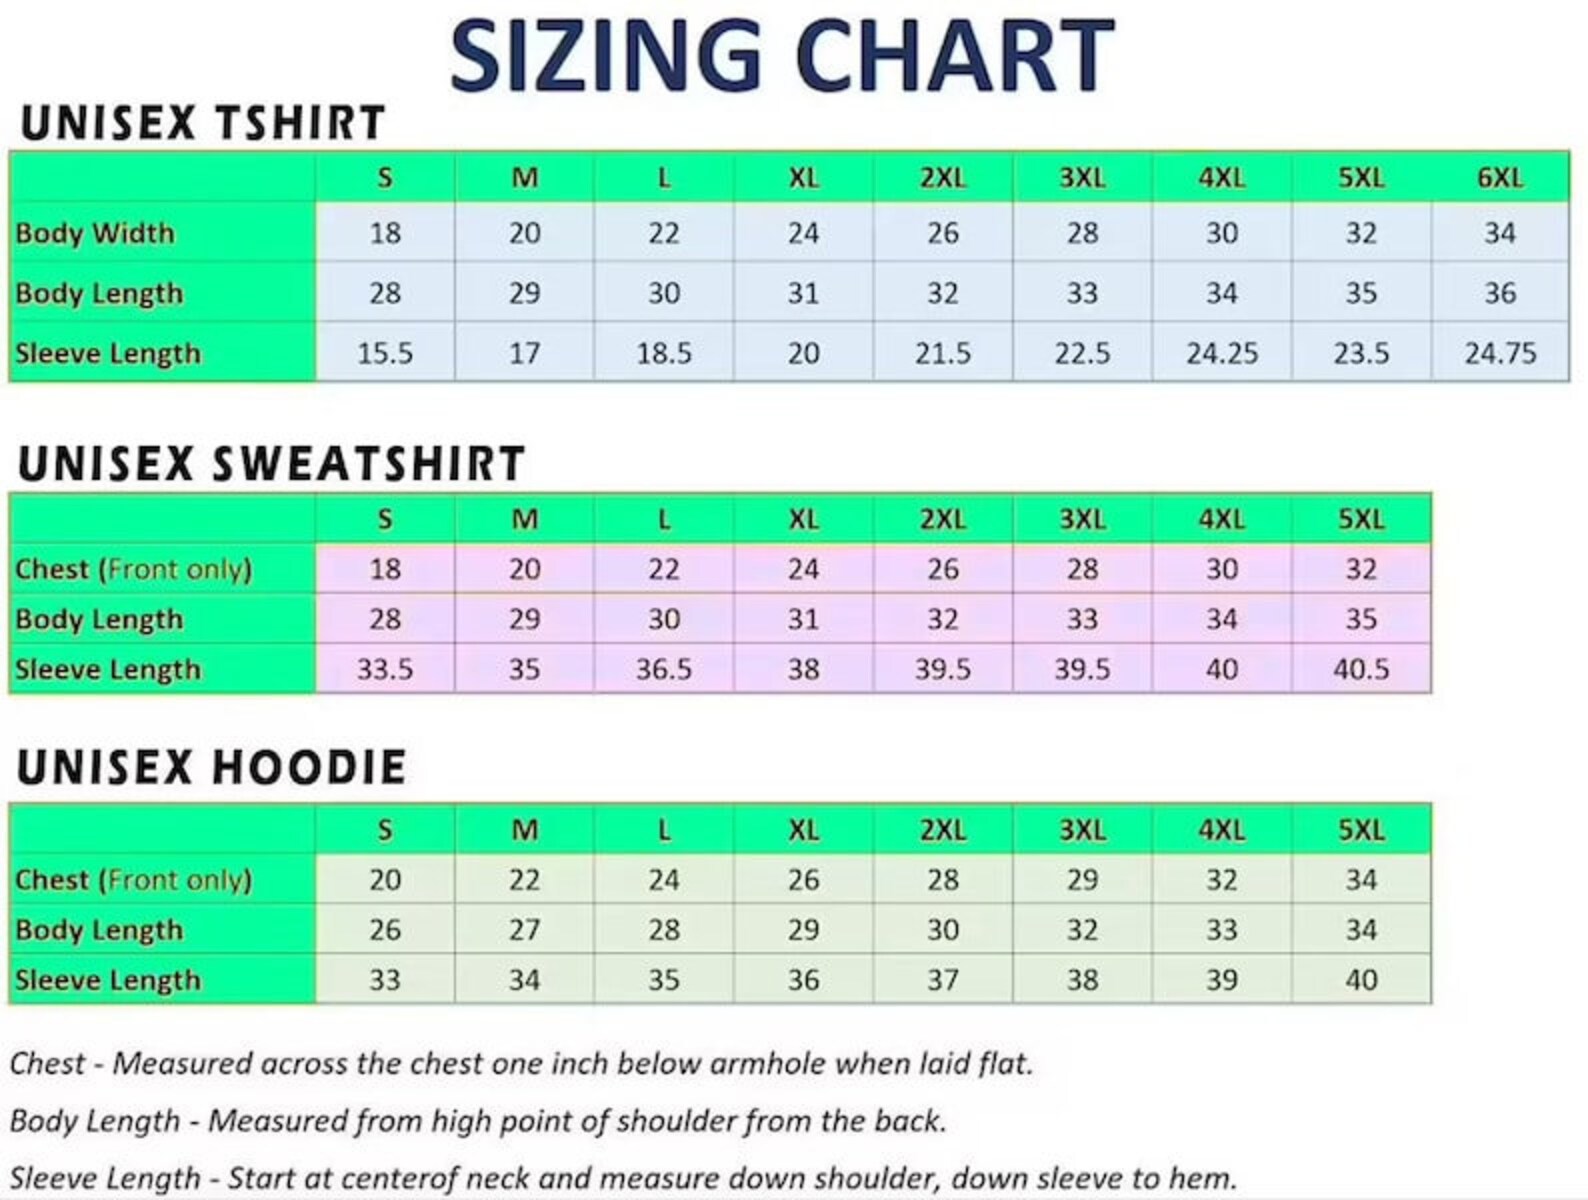 SIZING CHART
UNISEX TSHIRT
S M L XL 2XL 3XL 4XL 5XL 6XL
Body Width 18 20 22 24 26 28 30 32 34
Body Length 28 29 30 31 32 33 34 35 36
Sleeve Length 15.5 17 18.5 20 21.5 22.5 24.25 23.5 24.75
UNISEX SWEATSHIRT
S M L XL 2XL 3XL 4XL 5XL
Chest (Front only) 18 20 22 24 26 28 30 32
Body Length 28 29 30 31 32 33 34 35
Sleeve Length 33.5 35 36.5 38 39.5 39.5 40 40.5
UNISEX HOODIE
S M L XL 2XL 3XL 4XL 5XL
Chest (Front only) 20 22 24 26 28 29 32 34
Body Length 26 27 28 29 30 32 33 34
Sleeve Length 33 34 35 36 37 38 39 40
Chest - Measured across the chest one inch below armhole when laid flat.
Body Length - Measured from high point of shoulder from the back.
Sleeve Length - Start at centerof neck and measure down shoulder, down sleeve to hem.